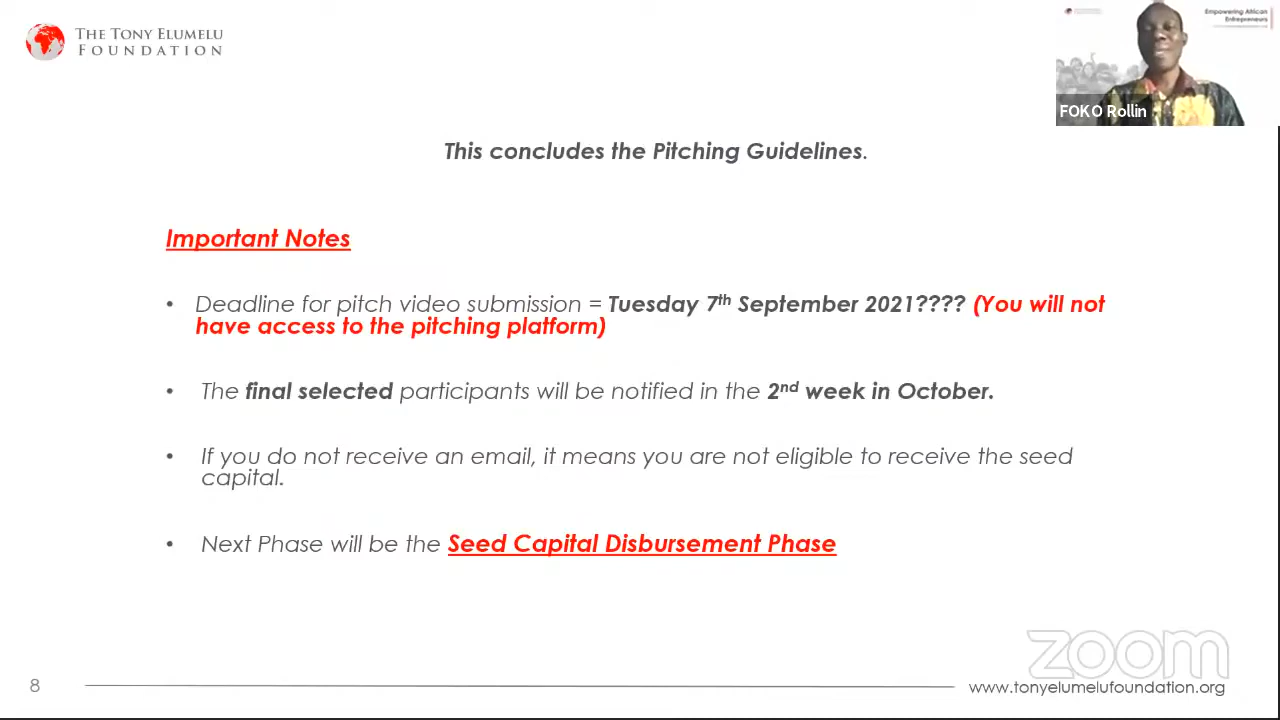 THE TONY ELUMELU
FOUNDATION
Empowering African
Entrepreneurs
FOKO Rollin
This concludes the Pitching Guidelines.
Important Notes
• Deadline for pitch video submission = Tuesday 7th September 2021???? (You will not
have access to the pitching platform)
• The final selected participants will be notified in the 2nd week in October.
• If you do not receive an email, it means you are not eligible to receive the seed
capital.
• Next Phase will be the Seed Capital Disbursement Phase
zoom
8
www.tonyelumelufoundation.org